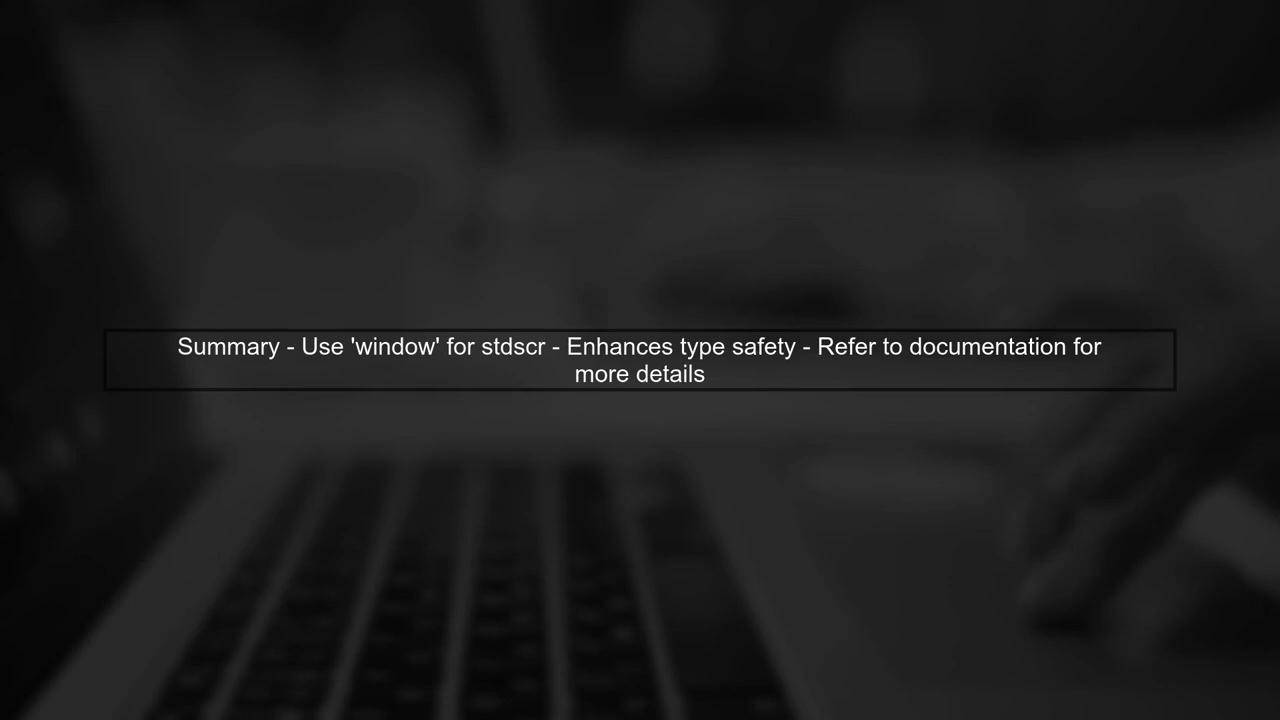 Summary - Use 'window' for stdscr - Enhances type safety - Refer to documentation for
more details